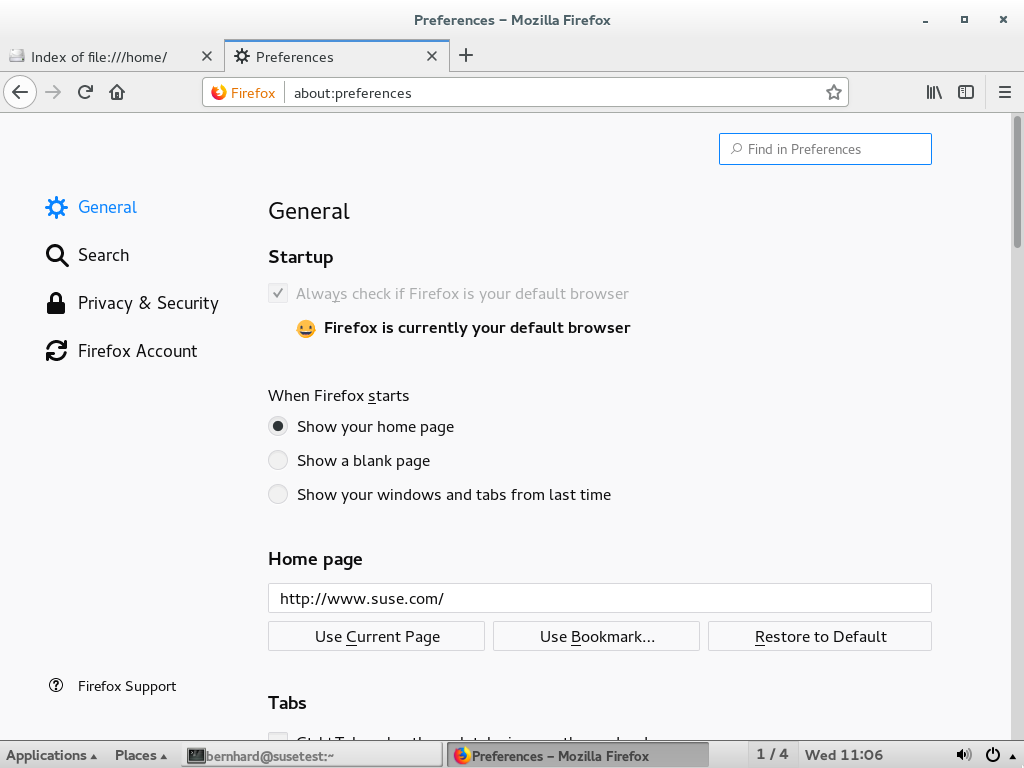 Preferences – Mozilla Firefox
Index of file:///home/
Preferences
Firefox about:preferences
Find in Preferences
General
Search
Privacy & Security
Firefox Account
Firefox Support
General
Startup
Always check if Firefox is your default browser
Firefox is currently your default browser
When Firefox starts
Show your home page
Show a blank page
Show your windows and tabs from last time
Home page
http://www.suse.com/
Use Current Page Use Bookmark... Restore to Default
Tabs
Applications Places bernhard@susetest:~ Preferences – Mozilla Firefox 1 / 4 Wed 11:06